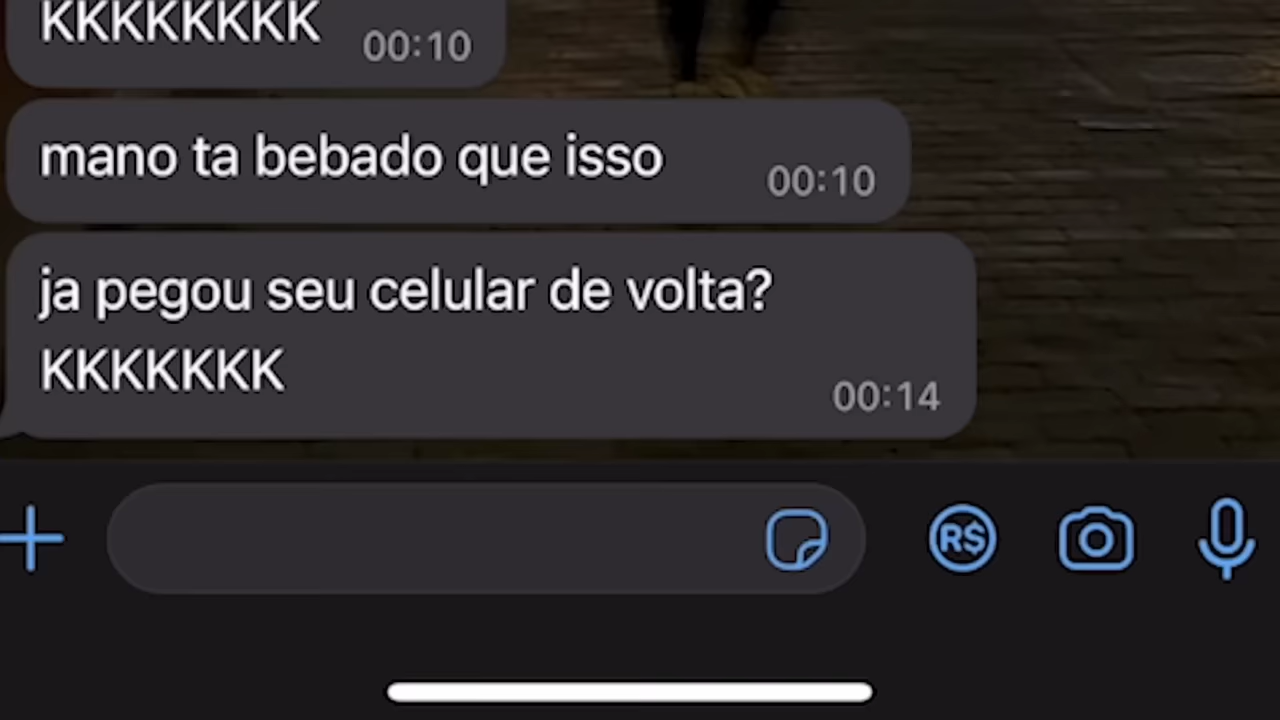 KKKKKKKK 00:10
mano ta bebado que isso 00:10
ja pegou seu celular de volta?
KKKKKKK 00:14
R$